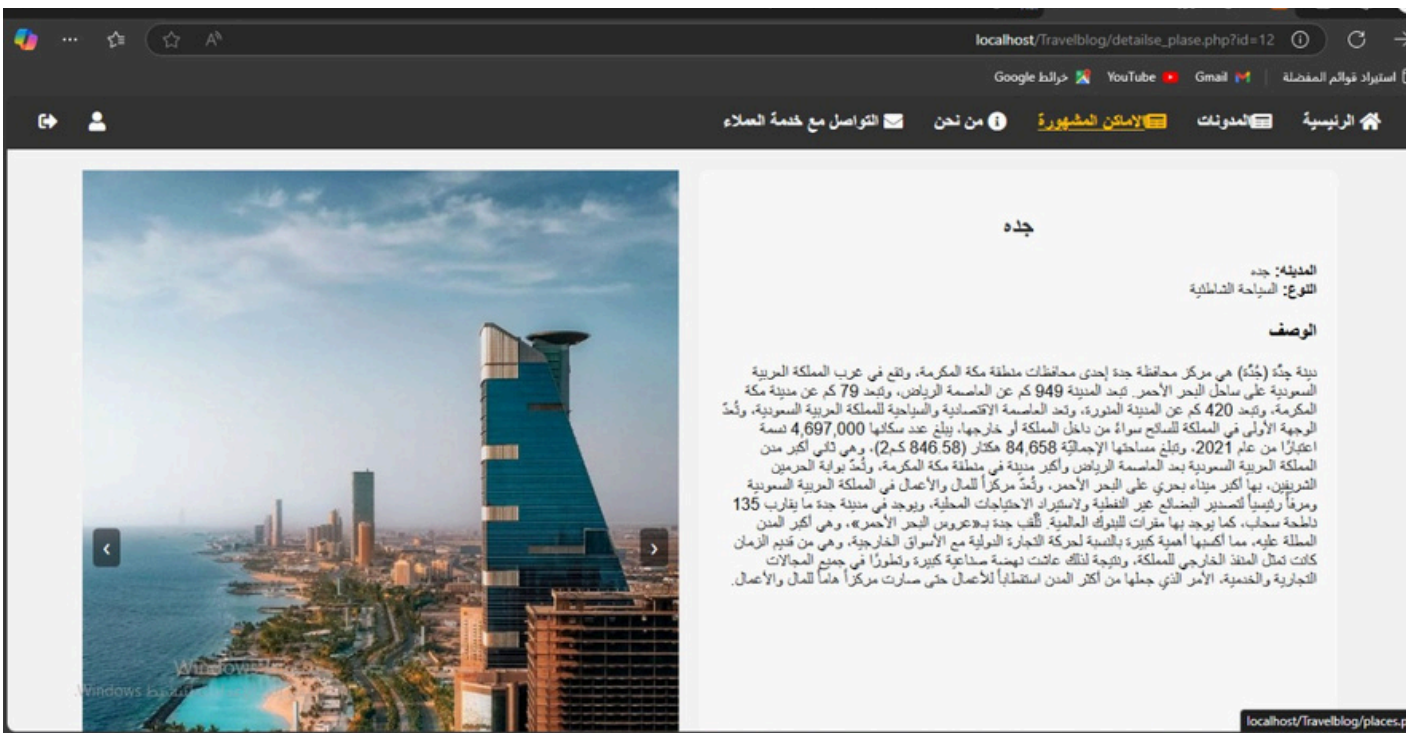 localhost/Travelblog/detailse_plase.php?id=12
استيراد قوائم المفضلة
Gmail
YouTube
خرائط Google
الرئيسية
المدونات
الاماكن المشهورة
من نحن
التواصل مع خدمة العملاء
جده
المدينه: جده
النوع: السياحة الشاطئية
الوصف
دينة جدّة (جُدَّة) هي مركز محافظة جدة إحدى محافظات منطقة مكة المكرمة، وتقع في غرب المملكة العربية
السعودية على ساحل البحر الأحمر. تبعد المدينة 949 كم عن العاصمة الرياض، وتبعد 79 كم عن مدينة مكة
المكرمة، وتبعد 420 كم عن المدينة المنورة، وتعد العاصمة الاقتصادية والسياحية للمملكة العربية السعودية، وتُعدّ
الوجهة الأولى في المملكة للسائح سواءً من داخل المملكة أو خارجها، يبلغ عدد سكانها 4,697,000 نسمة
اعتبارًا من عام 2021، وتبلغ مساحتها الإجماليّة 84,658 هكتار (846.58 كـم2)، وهي ثاني أكبر مدن
المملكة العربية السعودية بعد العاصمة الرياض وأكبر مدينة في منطقة مكة المكرمة، وتُعدّ بوابة الحرمين
الشريفين، بها أكبر ميناء بحري على البحر الأحمر، وتُعدّ مركزاً للمال والأعمال في المملكة العربية السعودية
ومرفأ رئيسياً لتصدير البضائع غير النفطية ولاستيراد الاحتياجات المحلية، ويوجد في مدينة جدة ما يقارب 135
ناطحة سحاب، كما يوجد بها مقرات للبنوك العالمية. تُلّقب جدة بـ«عروس البحر الأحمر»، وهي أكبر المدن
المطلة عليه، مما أكسبها أهمية كبيرة بالنسبة لحركة التجارة الدولية مع الأسواق الخارجية، وهي من قديم الزمان
كانت تمثل المنفذ الخارجي للمملكة، ونتيجة لذلك عاشت نهضة صناعية كبيرة وتطورًا في جميع المجالات
التجارية والخدمية، الأمر الذي جعلها من أكثر المدن استقطاباً للأعمال حتى صارت مركزاً هاماً للمال والأعمال.
Windows
Windows
localhost/Travelblog/places.p